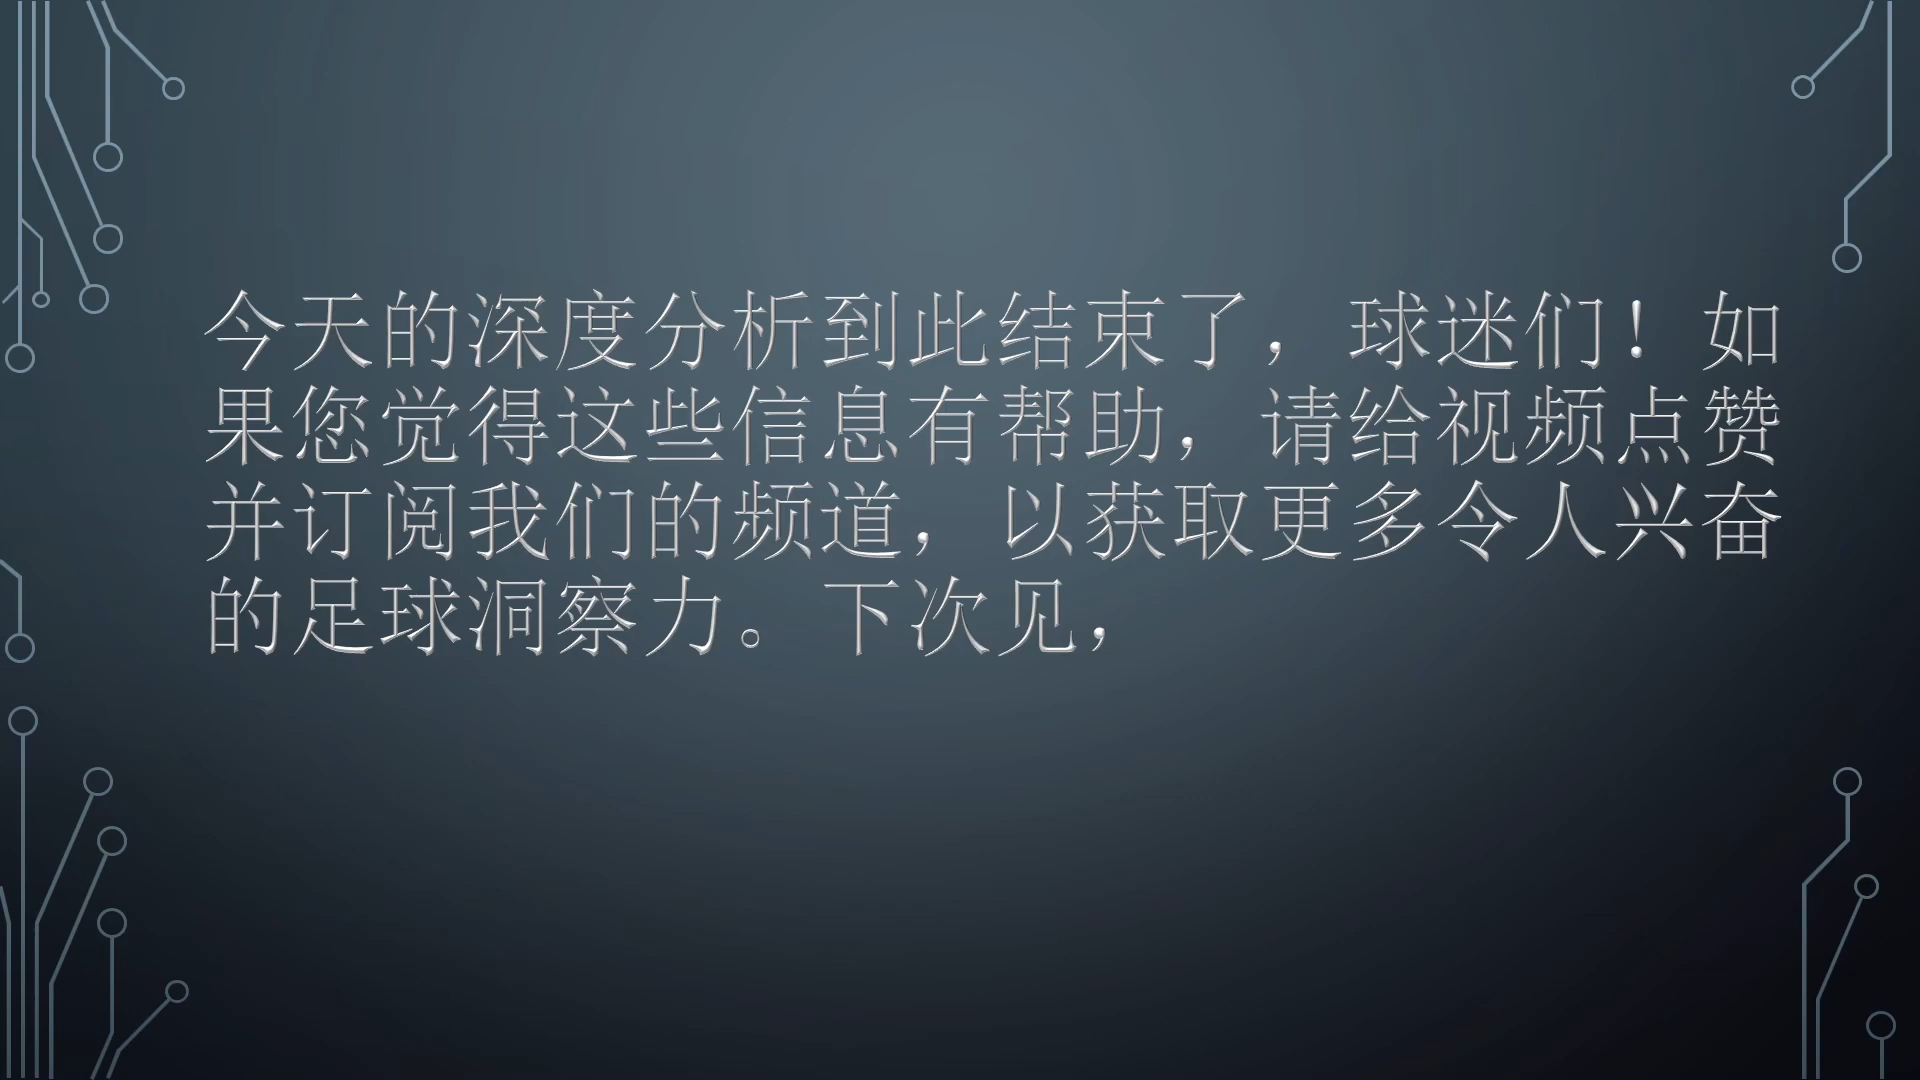 今天的深度分析到此结束了，球迷们！如
果您觉得这些信息有帮助，请给视频点赞
并订阅我们的频道，以获取更多令人兴奋
的足球洞察力。下次见，